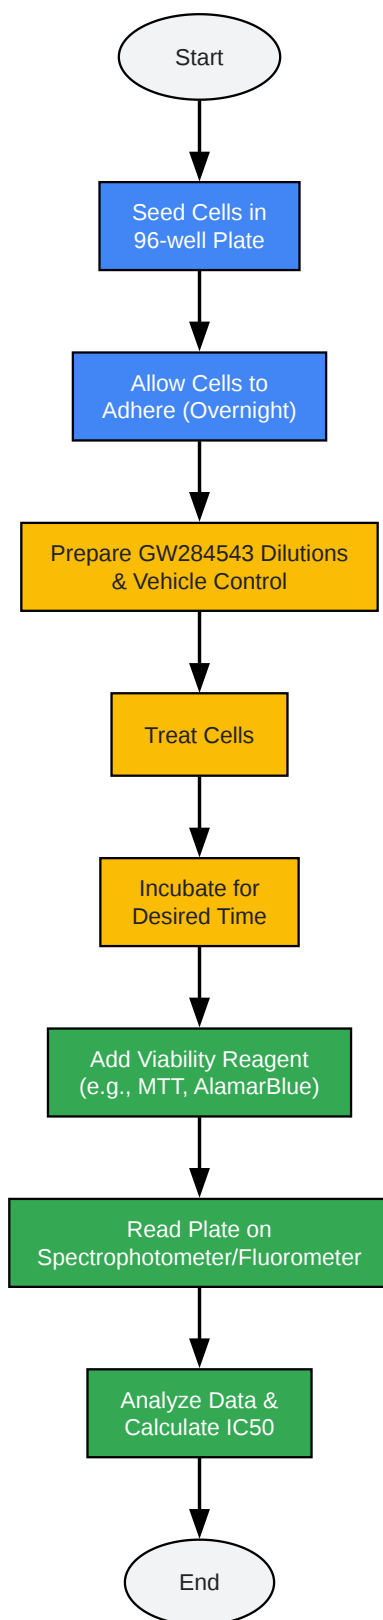 Start
Seed Cells in
96-well Plate
Allow Cells to
Adhere (Overnight)
Prepare GW284543 Dilutions
& Vehicle Control
Treat Cells
Incubate for
Desired Time
Add Viability Reagent
(e.g., MTT, AlamarBlue)
Read Plate on
Spectrophotometer/Fluorometer
Analyze Data &
Calculate IC50
End